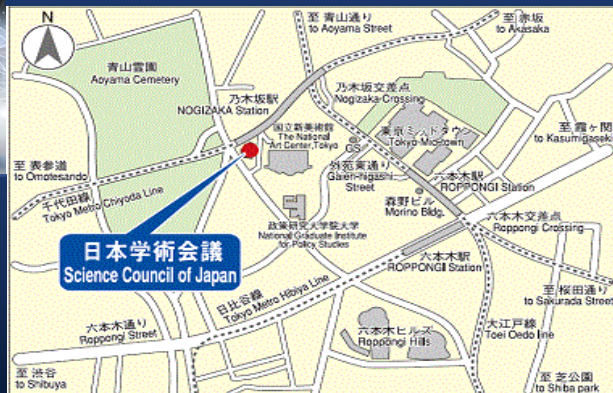 N
至 青山通り
to Aoyama Street
至 赤坂
to Akasaka
青山霊園
Aoyama Cemetery
乃木坂駅
NOGIZAKA Station
乃木坂交差点
Nogizaka-Crossing
国立新美術館
The National
Art Center,Tokyo
東京ミッドタウン
Tokyo Midtown
至 霞ヶ関
to Kasumigaseki
GS
外苑東通り
Gaien-higashi
Street
至 表参道
to Omotesando
六本木駅
ROPPONGI Station
千代田線
Tokyo Metro Chiyoda Line
森野ビル
Morino Bldg.
六本木交差点
Roppongi Crossing
政策研究大学院大学
National Graduate Institute
for Policy Studies
日本学術会議
Science Council of Japan
六本木駅
ROPPONGI Station
日比谷線
Tokyo Metro Hibiya Line
至 桜田通り
to Sakurada Street
六本木通り
Roppongi Street
六本木ヒルズ
Roppongi Hills
大江戸線
Toei Oedo line
至 渋谷
to Shibuya
至 芝公園
to Shiba park